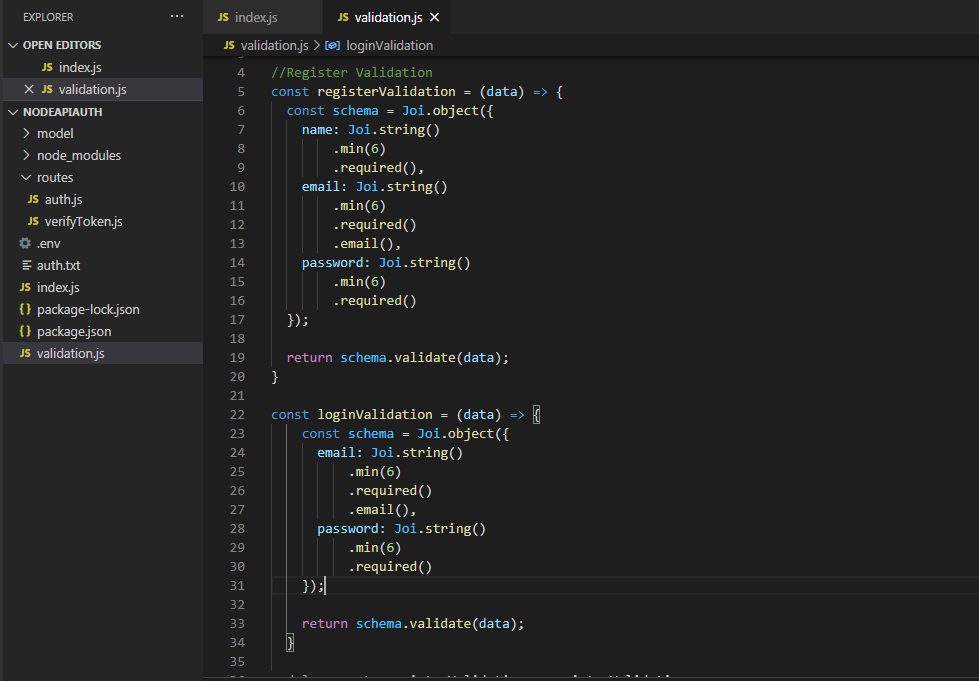 EXPLORER
OPEN EDITORS
JS index.js
JS validation.js
NODEAPIAUTH
model
node_modules
routes
JS auth.js
JS verifyToken.js
.env
auth.txt
JS index.js
{} package-lock.json
{} package.json
JS validation.js
JS index.js
JS validation.js
JS validation.js > loginValidation
4 //Register Validation
5 const registerValidation = (data) => {
6 const schema = Joi.object({
7 name: Joi.string()
8 .min(6)
9 .required(),
10 email: Joi.string()
11 .min(6)
12 .required()
13 .email(),
14 password: Joi.string()
15 .min(6)
16 .required()
17 });
18
19 return schema.validate(data);
20 }
21
22 const loginValidation = (data) => {
23 const schema = Joi.object({
24 email: Joi.string()
25 .min(6)
26 .required()
27 .email(),
28 password: Joi.string()
29 .min(6)
30 .required()
31 });
32
33 return schema.validate(data);
34 }
35